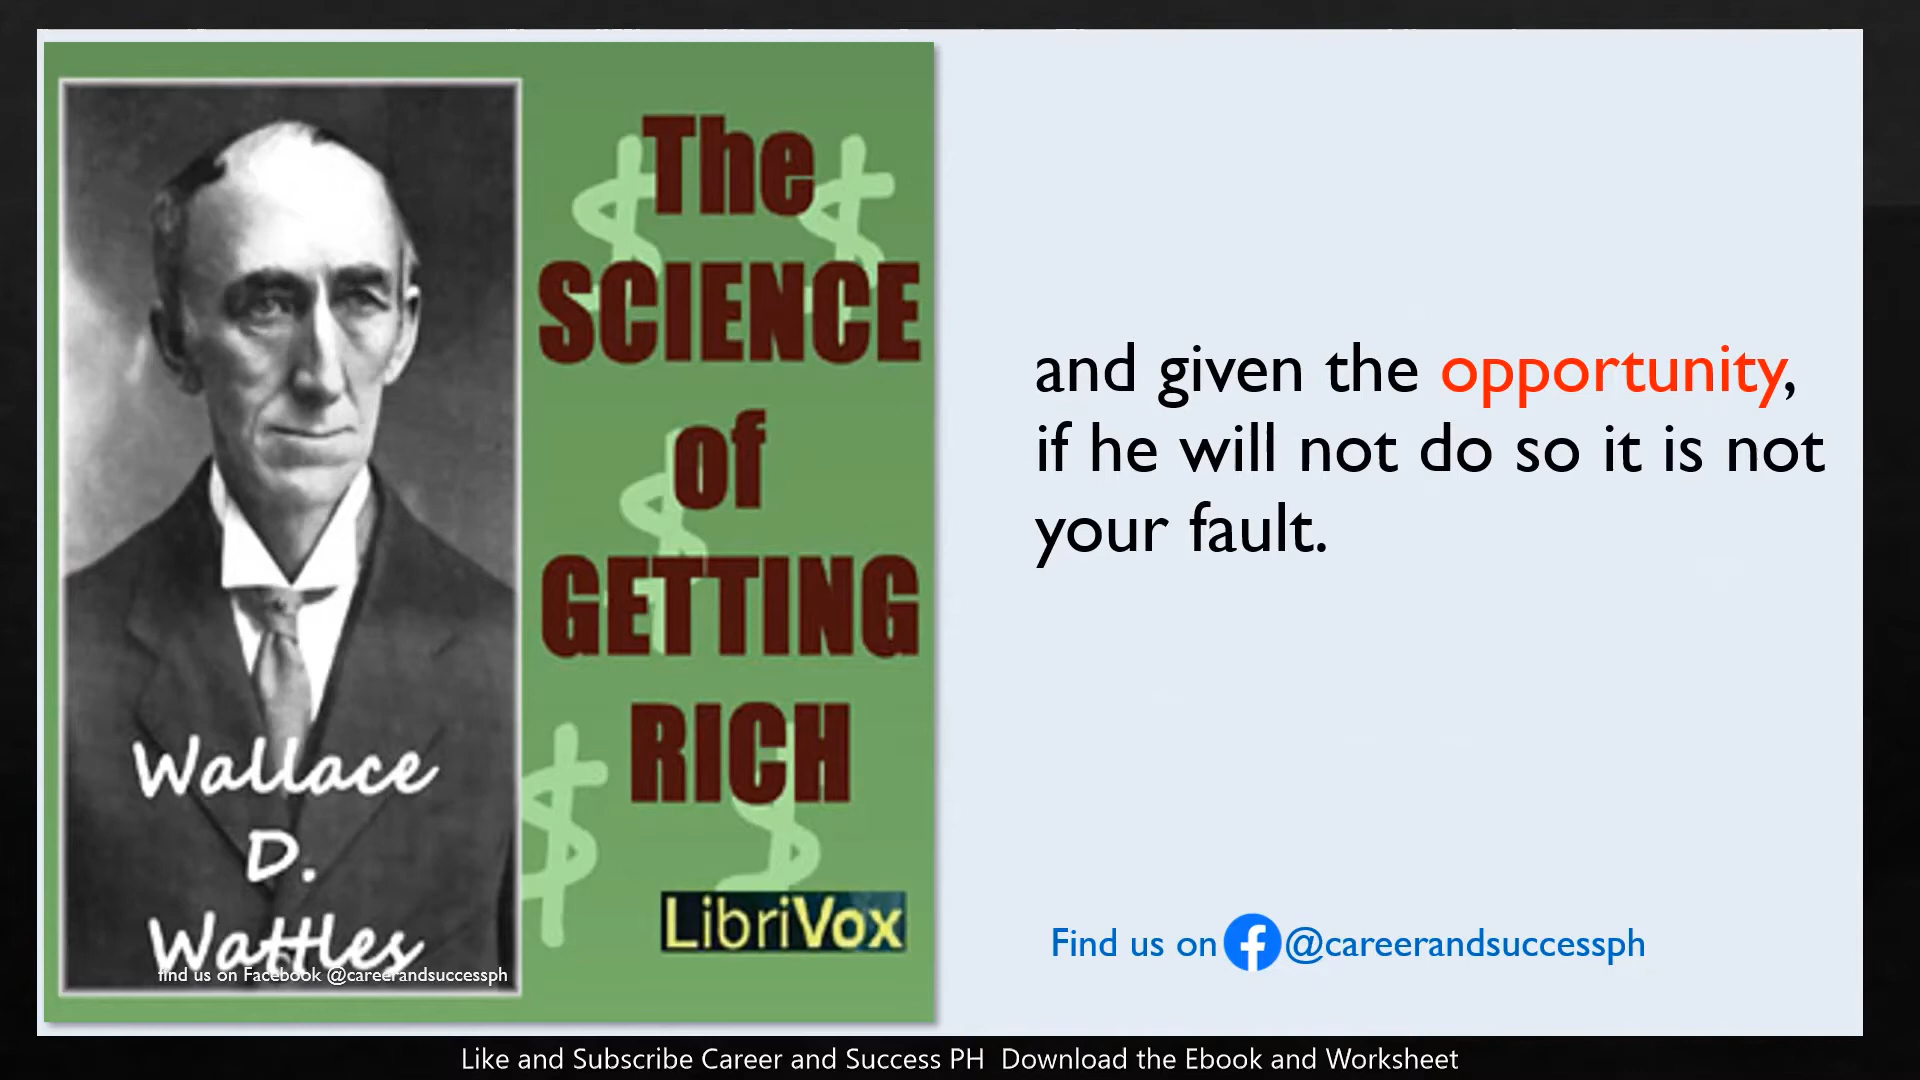 The
SCIENCE
of
GETTING
RICH
Wallace
D.
Wattles
find us on Facebook @careerandsuccessph
LibriVox
and given the opportunity,
if he will not do so it is not
your fault.
Find us on @careerandsuccessph
Like and Subscribe Career and Success PH Download the Ebook and Worksheet